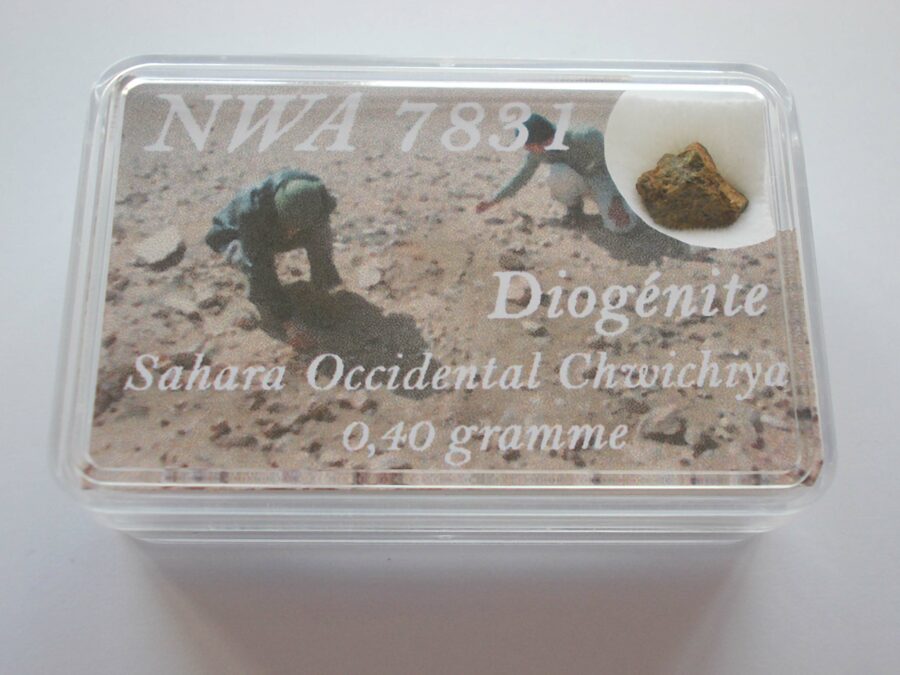 NWA 7831
Diogénite
Sahara Occidental Chwichiya
0,40 gramme